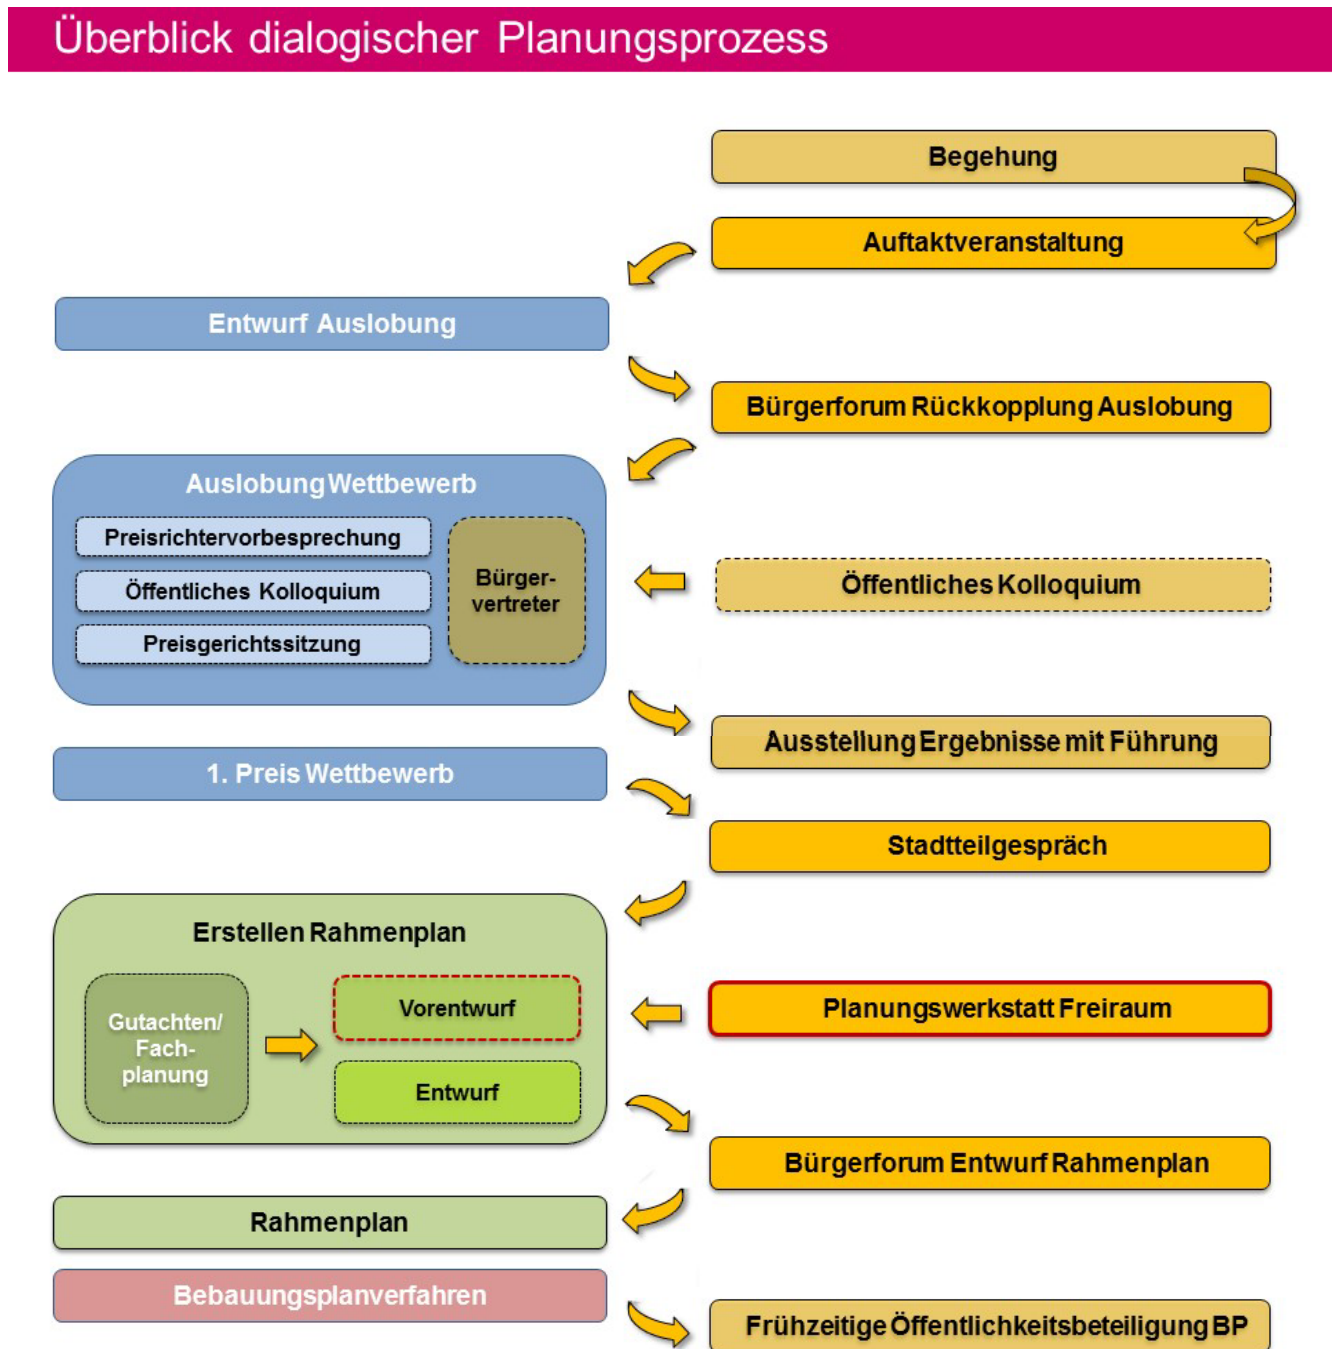 Überblick dialogischer Planungsprozess
Begehung
Auftaktveranstaltung
Entwurf Auslobung
Bürgerforum Rückkopplung Auslobung
Auslobung Wettbewerb
Preisrichtervorbesprechung
Öffentliches Kolloquium
Preisgerichtssitzung
Bürger-
vertreter
Öffentliches Kolloquium
Ausstellung Ergebnisse mit Führung
1. Preis Wettbewerb
Stadtteilgespräch
Erstellen Rahmenplan
Gutachten/
Fach-
planung
Vorentwurf
Entwurf
Planungswerkstatt Freiraum
Bürgerforum Entwurf Rahmenplan
Rahmenplan
Bebauungsplanverfahren
Frühzeitige Öffentlichkeitsbeteiligung BP